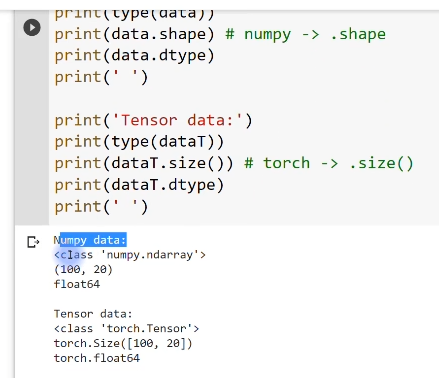 print(type(data))
print(data.shape) # numpy -> .shape
print(data.dtype)
print(' ')
print('Tensor data:')
print(type(dataT))
print(dataT.size()) # torch -> .size()
print(dataT.dtype)
print(' ')
Numpy data:
<class 'numpy.ndarray'>
(100, 20)
float64
Tensor data:
<class 'torch.Tensor'>
torch.Size([100, 20])
torch.float64